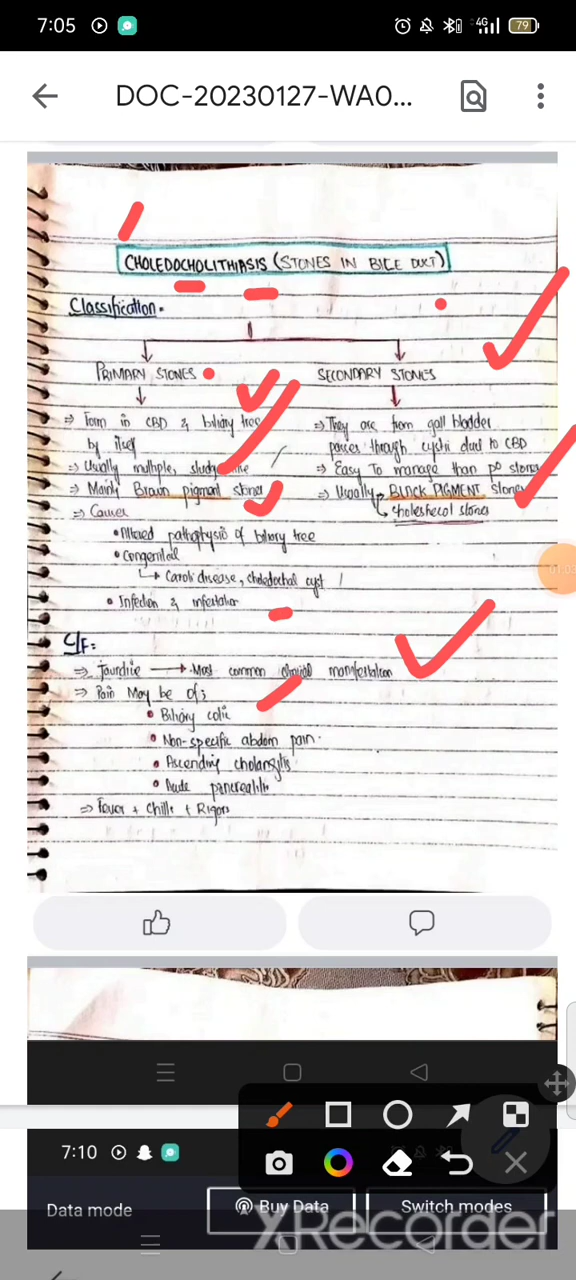 7:05 4G 79
DOC-20230127-WA0...
CHOLEDOCHOLITHIASIS (STONES IN BILE DUCT)
Classification.
PRIMARY STONES SECONDARY STONES
⇒ Form in CBD & biliary tree by itself
⇒ Usually multiple, sludge like
⇒ Mainly Brown pigment stones
⇒ Causes
• Altered pathophysio of biliary tree
• Congenital
↳ Caroli disease, choledochal cyst
• Infection & infestation
⇒ They are from gall bladder
passes through cystic duct to CBD
⇒ Easy To manage than p° stones
⇒ Usually BLACK PIGMENT stones
cholesterol stones
C/F:
⇒ Jaundice → Most common clinical manifestation
⇒ Pain May be of;
• Biliary colic
• Non-specific abdom pain.
• Ascending cholangitis
• Acute pancreatitis
⇒ Fever + Chills + Rigors
7:10
Data mode Buy Data Switch modes
XRecorder